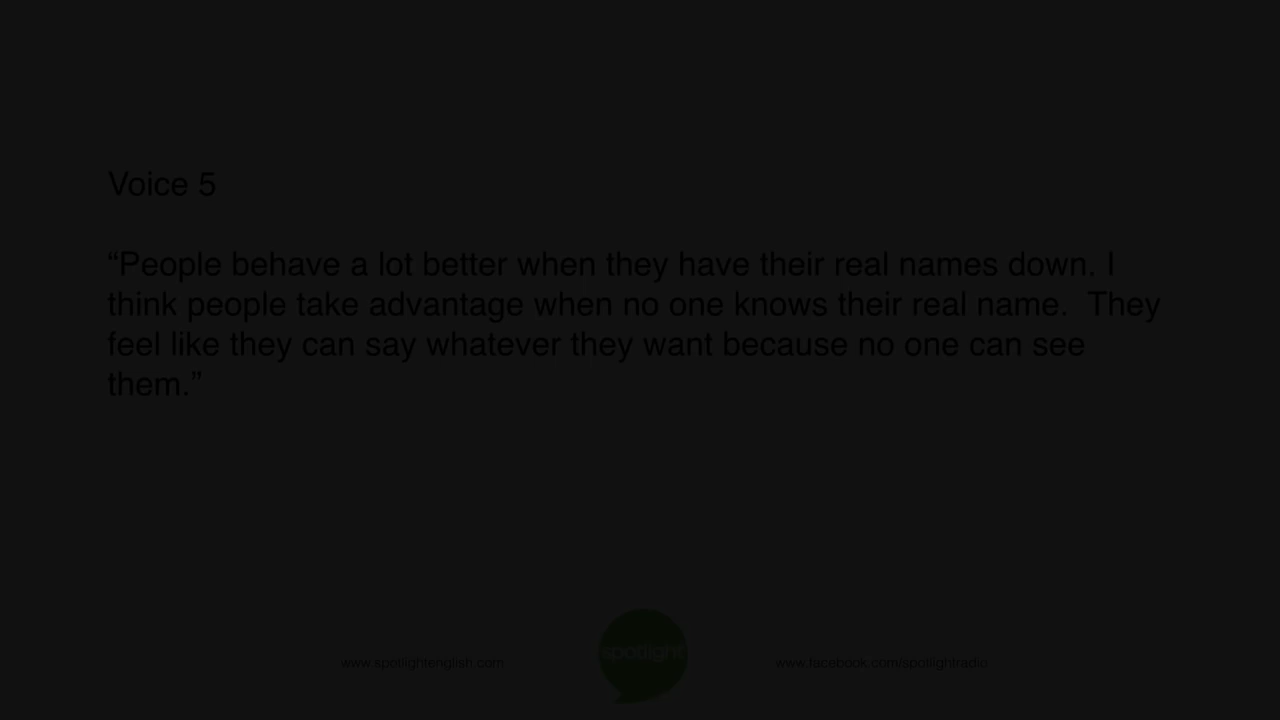 Voice 5
“People behave a lot better when they have their real names down. I
think people take advantage when no one knows their real name.  They
feel like they can say whatever they want because no one can see
them.”
spotlight
www.spotlightenglish.com
www.facebook.com/spotlightradio